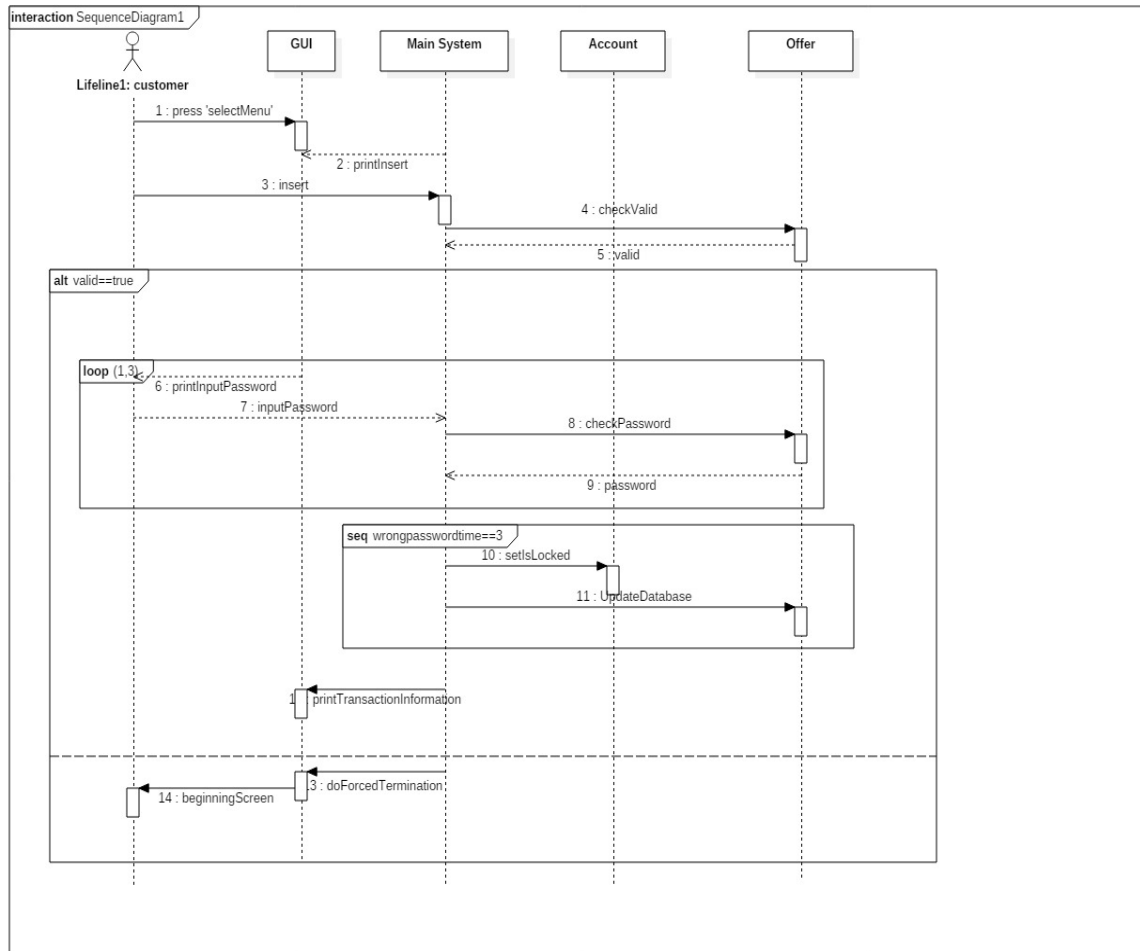 interaction SequenceDiagram1
GUI
Main System
Account
Offer
Lifeline1: customer
1 : press 'selectMenu'
2 : printInsert
3 : insert
4 : checkValid
5 : valid
alt valid==true
loop (1,3)
6 : printInputPassword
7 : inputPassword
8 : checkPassword
9 : password
seq wrongpasswordtime==3
10 : setIsLocked
11 : UpdateDatabase
: printTransactionInformation
13 : doForcedTermination
14 : beginningScreen